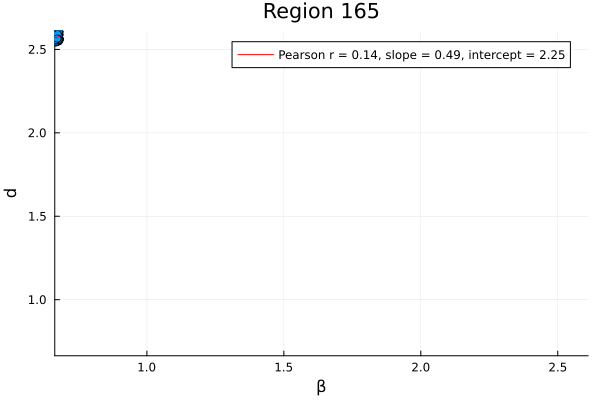 Region 165
Pearson r = 0.14, slope = 0.49, intercept = 2.25
d
2.5
2.0
1.5
1.0
1.0 1.5 2.0 2.5
β